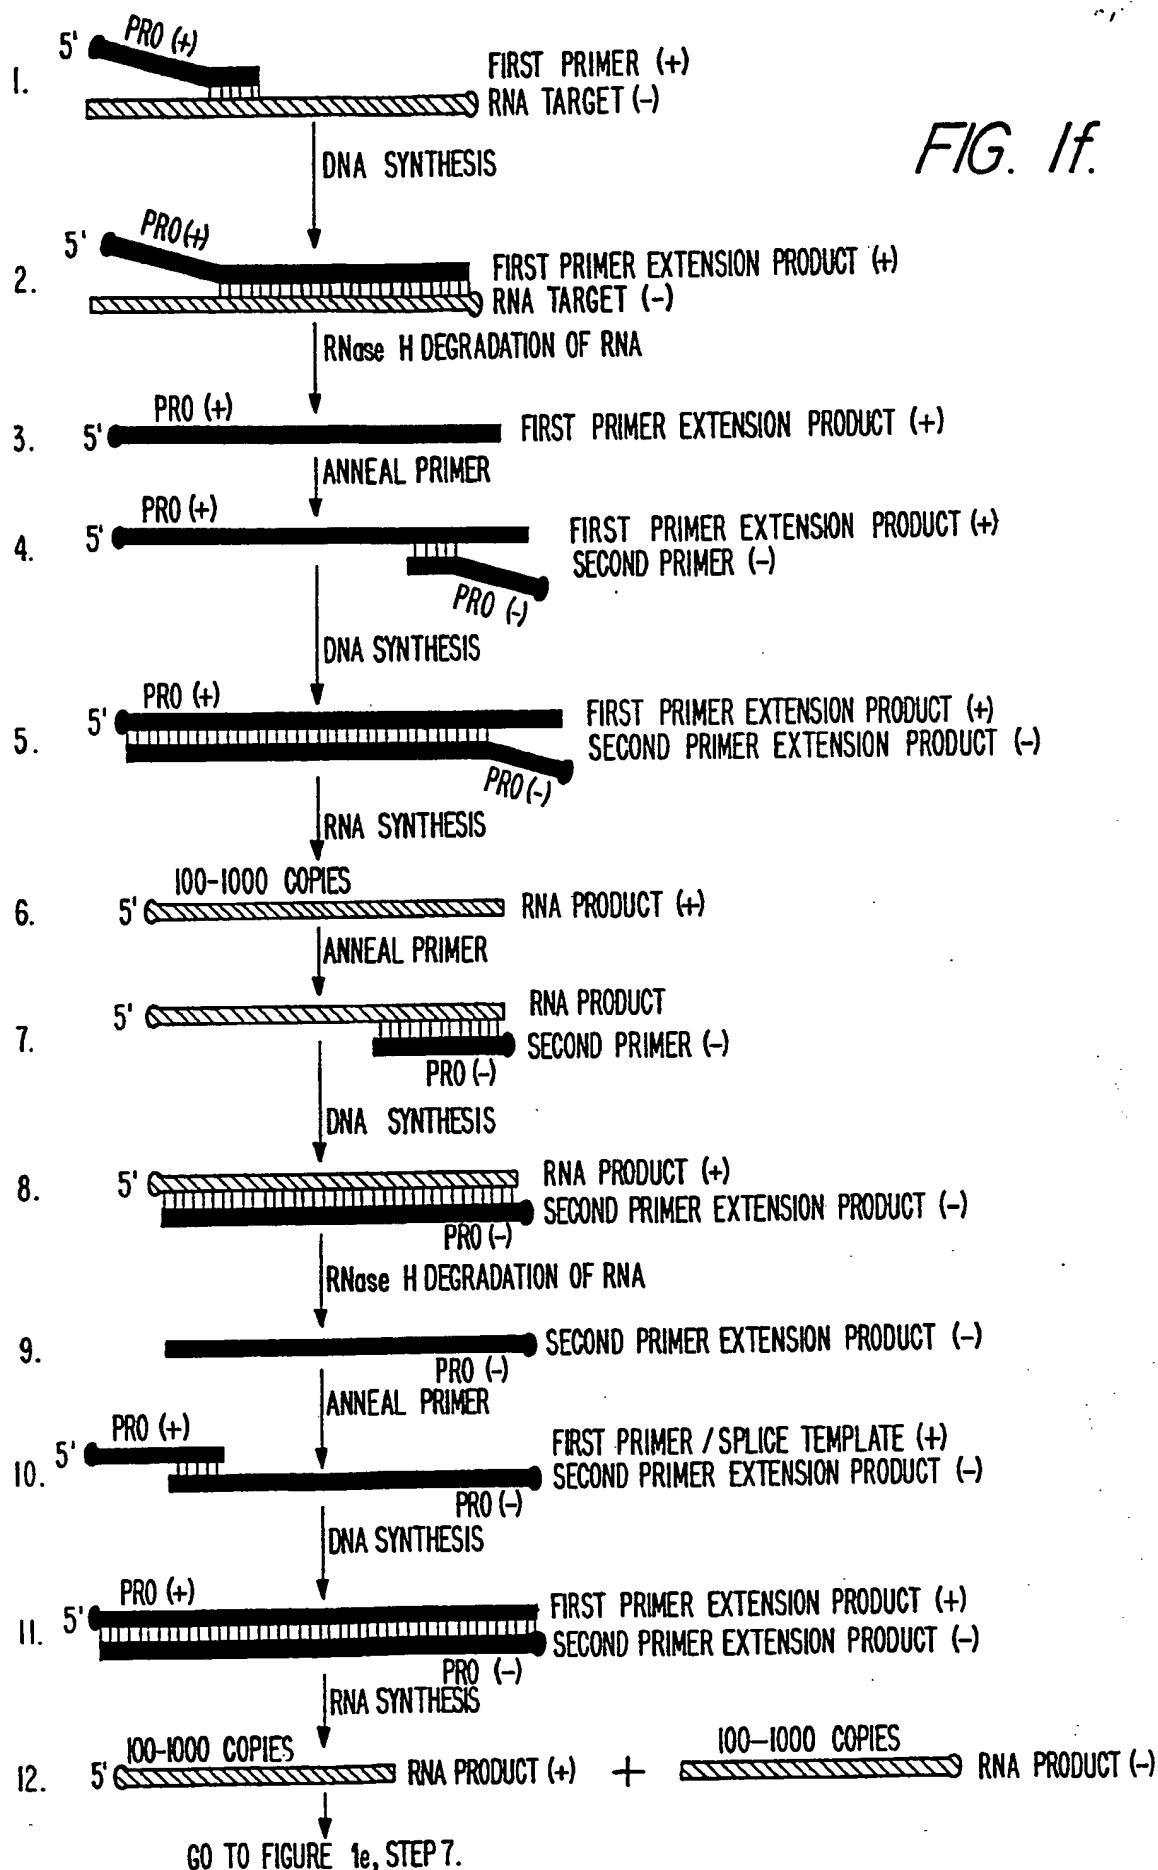 5' PRO (+)
1.
FIRST PRIMER (+)
RNA TARGET (-)
FIG. 1f.
DNA SYNTHESIS
5' PRO (+)
2.
FIRST PRIMER EXTENSION PRODUCT (+)
RNA TARGET (-)
RNase H DEGRADATION OF RNA
PRO (+)
3. 5' FIRST PRIMER EXTENSION PRODUCT (+)
ANNEAL PRIMER
PRO (+)
4. 5' FIRST PRIMER EXTENSION PRODUCT (+)
SECOND PRIMER (-)
PRO (-)
DNA SYNTHESIS
PRO (+)
5. 5' FIRST PRIMER EXTENSION PRODUCT (+)
SECOND PRIMER EXTENSION PRODUCT (-)
PRO (-)
RNA SYNTHESIS
100-1000 COPIES
6. 5' RNA PRODUCT (+)
ANNEAL PRIMER
5' RNA PRODUCT
7. SECOND PRIMER (-)
PRO (-)
DNA SYNTHESIS
8. 5' RNA PRODUCT (+)
SECOND PRIMER EXTENSION PRODUCT (-)
PRO (-)
RNase H DEGRADATION OF RNA
9. SECOND PRIMER EXTENSION PRODUCT (-)
PRO (-)
ANNEAL PRIMER
PRO (+)
5' FIRST PRIMER / SPLICE TEMPLATE (+)
10. SECOND PRIMER EXTENSION PRODUCT (-)
PRO (-)
DNA SYNTHESIS
PRO (+)
5' FIRST PRIMER EXTENSION PRODUCT (+)
11. SECOND PRIMER EXTENSION PRODUCT (-)
PRO (-)
RNA SYNTHESIS
100-1000 COPIES 100-1000 COPIES
12. 5' RNA PRODUCT (+) + RNA PRODUCT (-)
GO TO FIGURE 1e, STEP 7.